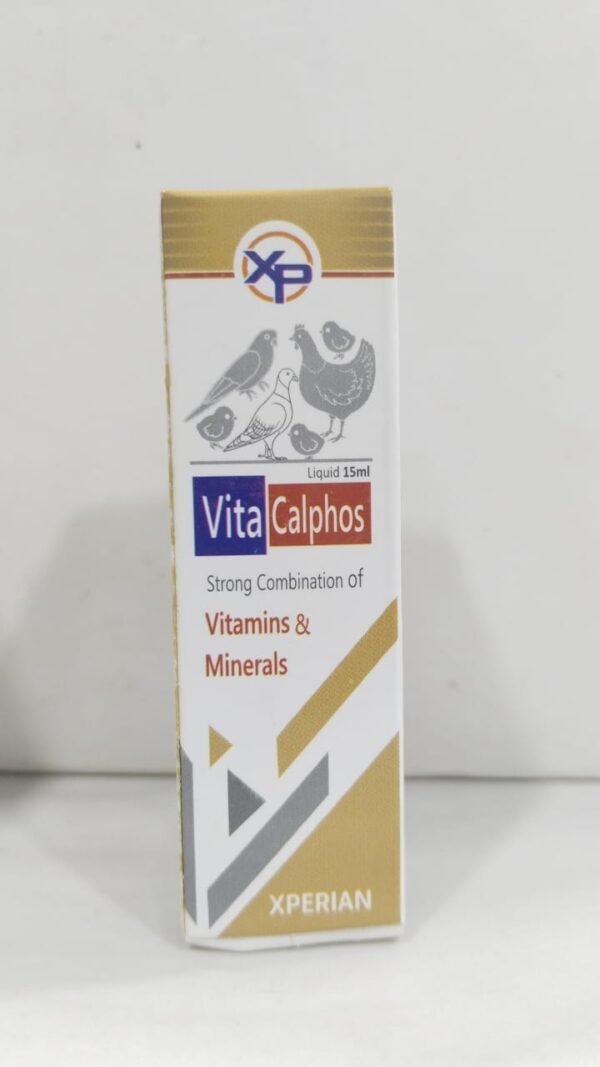 XP
Liquid 15ml
Vita Calphos
Strong Combination of
Vitamins &
Minerals
XPERIAN